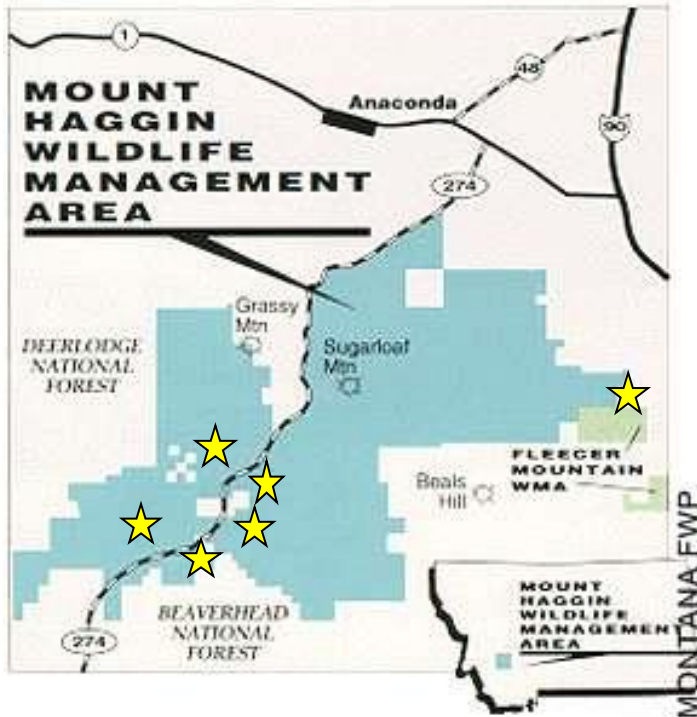 1
48
MOUNT
HAGGIN
WILDLIFE
MANAGEMENT
AREA
Anaconda
90
274
Grassy
Mtn
DEERLODGE
NATIONAL
FOREST
Sugarloaf
Mtn
FLEECER
MOUNTAIN
WMA
Beals
Hill
BEAVERHEAD
NATIONAL
FOREST
274
MOUNT
HAGGIN
WILDLIFE
MANAGEMENT
AREA
MONTANA FWP